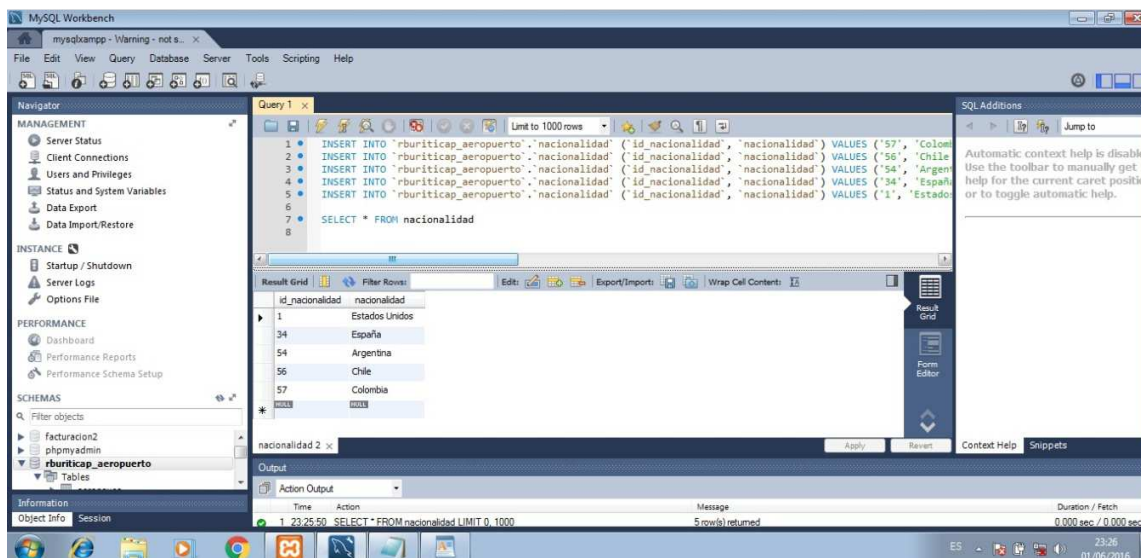 MySQL Workbench
mysqlxampp - Warning - not s...
File Edit View Query Database Server Tools Scripting Help
Navigator
MANAGEMENT
Server Status
Client Connections
Users and Privileges
Status and System Variables
Data Export
Data Import/Restore
INSTANCE
Startup / Shutdown
Server Logs
Options File
PERFORMANCE
Dashboard
Performance Reports
Performance Schema Setup
SCHEMAS
Filter objects
facturacion2
phpmyadmin
rburiticap_aeropuerto
Tables
Information
Object Info Session
Query 1
Limit to 1000 rows
1 INSERT INTO `rburiticap_aeropuerto`.`nacionalidad` (`id_nacionalidad`, `nacionalidad`) VALUES ('57', 'Colom
2 INSERT INTO `rburiticap_aeropuerto`.`nacionalidad` (`id_nacionalidad`, `nacionalidad`) VALUES ('56', 'Chile
3 INSERT INTO `rburiticap_aeropuerto`.`nacionalidad` (`id_nacionalidad`, `nacionalidad`) VALUES ('54', 'Argen
4 INSERT INTO `rburiticap_aeropuerto`.`nacionalidad` (`id_nacionalidad`, `nacionalidad`) VALUES ('34', 'Españ
5 INSERT INTO `rburiticap_aeropuerto`.`nacionalidad` (`id_nacionalidad`, `nacionalidad`) VALUES ('1', 'Estado
6
7 SELECT * FROM nacionalidad
8
Result Grid Filter Rows: Edit: Export/Import: Wrap Cell Content:
id_nacionalidad nacionalidad
1 Estados Unidos
34 España
54 Argentina
56 Chile
57 Colombia
NULL NULL
Result Grid
Form Editor
nacionalidad 2
Apply Revert
SQL Additions
Jump to
Automatic context help is disabl
Use the toolbar to manually get
help for the current caret positi
or to toggle automatic help.
Context Help Snippets
Output
Action Output
Time Action Message Duration / Fetch
1 23:25:50 SELECT * FROM nacionalidad LIMIT 0, 1000 5 row(s) returned 0.000 sec / 0.000 sec
ES
23:26
01/06/2016